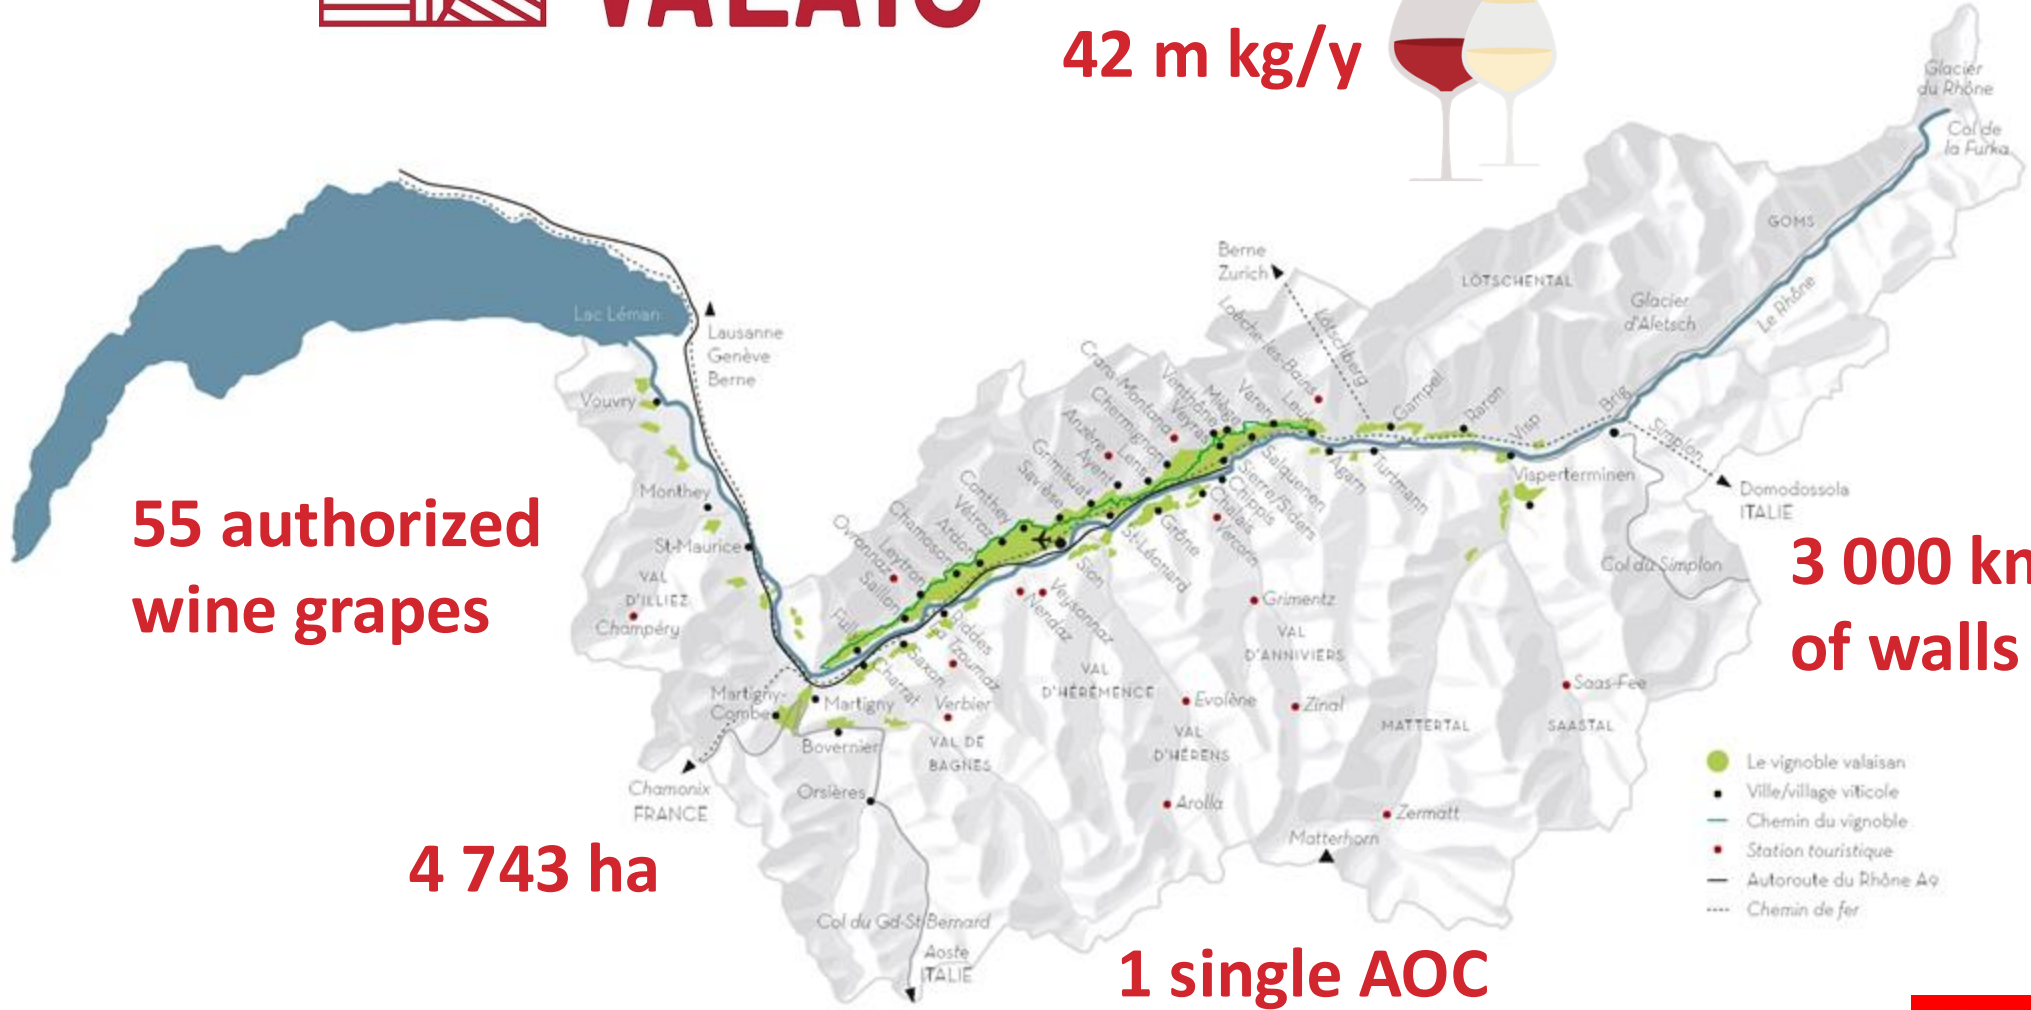 VALAIS
42 m kg/y
Glacier
du Rhône
Col de
la Furka
GOMS
Berne
Zurich
LÖTSCHENTAL
Glacier
d'Aletsch
Le Rhône
Lac Léman
Lausanne
Genève
Berne
Loèche-les-Bains
Lötschberg
Crans-Montana
Chermignon
Venthône
Veyras
Miège
Varen
Leuk
Gampel
Raron
Visp
Brig
Simplon
Vouvry
Anzère
Ayent
Lens
Grimisuat
Savièse
Conthey
Vétroz
Ardon
Chamoson
Ovronnaz
Leytron
Saillon
Fully
Salquenen
Sierre/Siders
Chippis
Chalais
Vercorin
Grône
St-Léonard
Sion
Agarn
Turtmann
Visperterminen
Domodossola
ITALIE
Monthey
55 authorized
wine grapes
St-Maurice
VAL
D'ILLIEZ
Champéry
Col du Simplon
3 000 km
of walls
Grimentz
VAL
D'ANNIVIERS
Veysonnaz
Nendaz
Riddes
La Tzoumaz
Saxon
Charrat
VAL
D'HÉRÉMENCE
Evolène
Zinal
Saas-Fee
Martigny-
Combe
Martigny
Verbier
MATTERTAL
SAASTAL
Bovernier
VAL DE
BAGNES
VAL
D'HÉRENS
Chamonix
FRANCE
Orsières
Arolla
Zermatt
Matterhorn
Le vignoble valaisan
Ville/village viticole
Chemin du vignoble
Station touristique
Autoroute du Rhône A9
Chemin de fer
4 743 ha
Col du Gd-St-Bernard
Aoste
ITALIE
1 single AOC